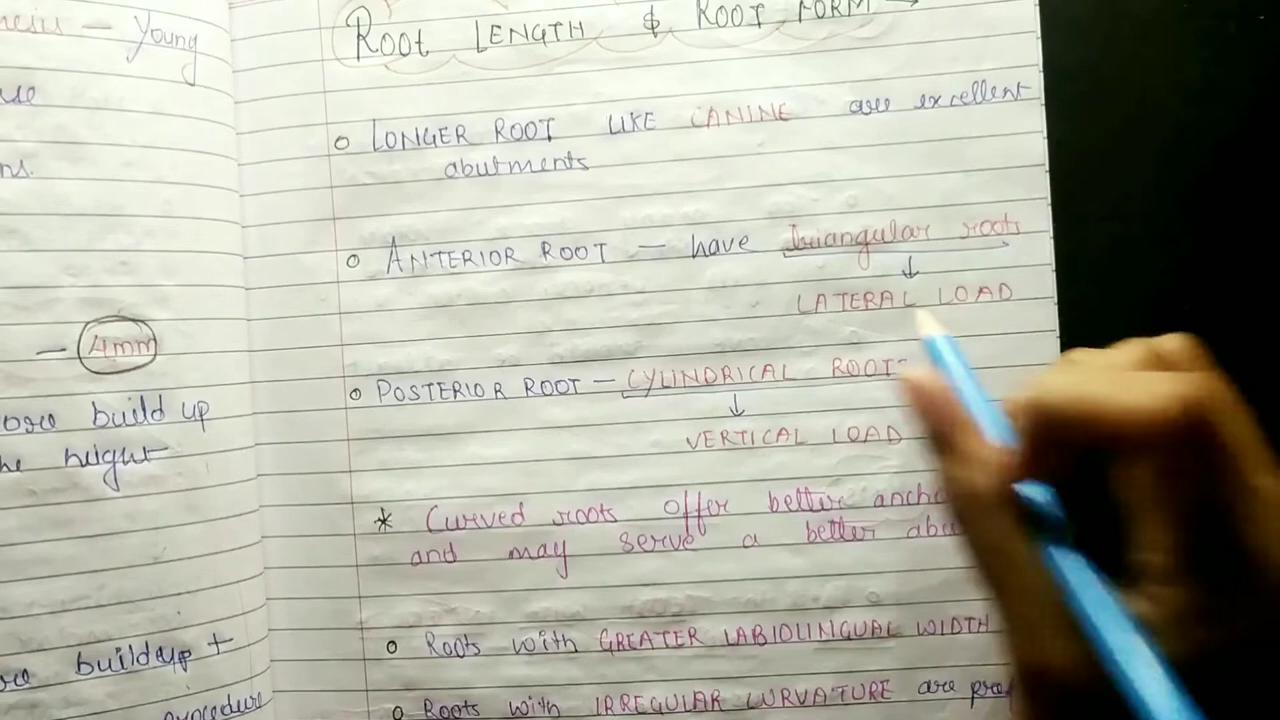 Young
4mm
build up
height
buildup +
Root LENGTH & ROOT FORM →
LONGER ROOT LIKE CANINE are excellent
abutments
ANTERIOR ROOT — have triangular roots
↓
LATERAL LOAD
POSTERIOR ROOT — CYLINDRICAL ROOT
↓
VERTICAL LOAD
* Curved roots offer better
and may serve a better
Roots with GREATER LABIOLINGUAL WIDTH
Roots with IRREGULAR CURVATURE are